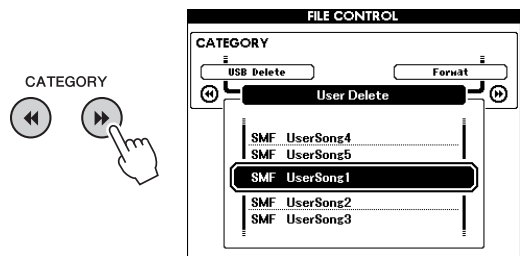 FILE CONTROL
CATEGORY
USB Delete
Format
User Delete
CATEGORY
SMF UserSong4
SMF UserSong5
SMF UserSong1
SMF UserSong2
SMF UserSong3